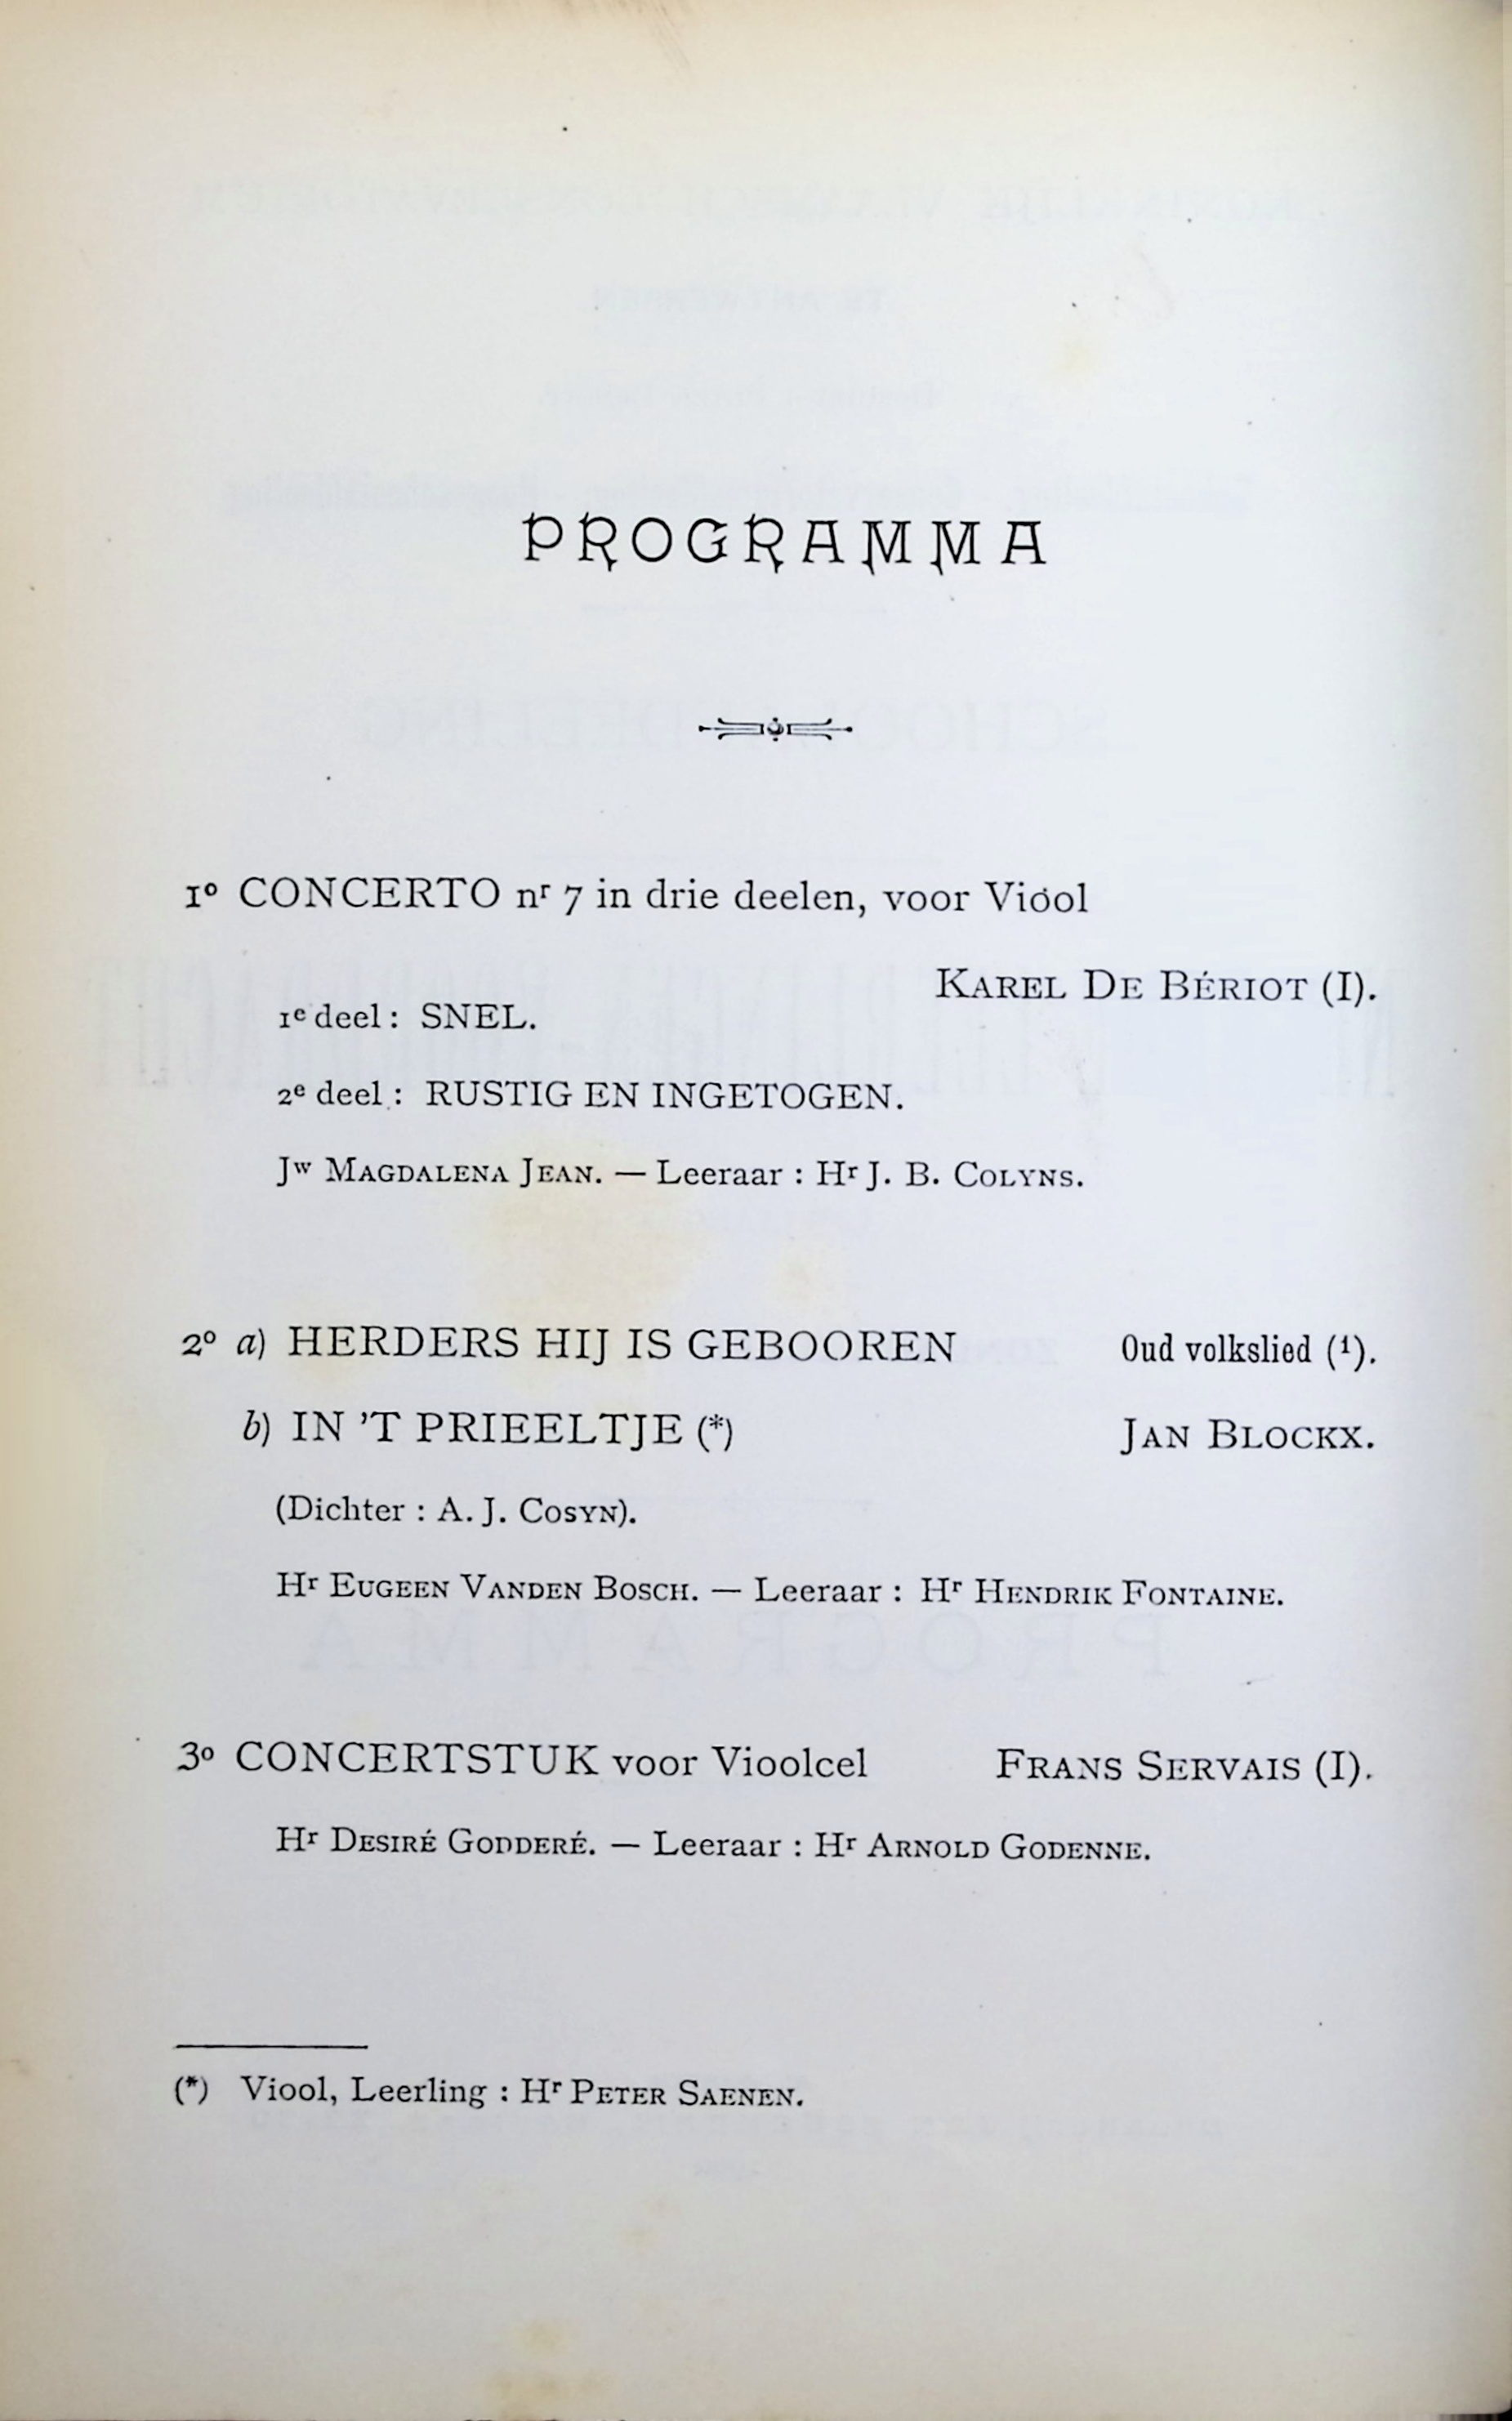 PROGRAMMA
1º CONCERTO nʳ 7 in drie deelen, voor Viool
KAREL DE BÉRIOT (I).
1ᵉ deel : SNEL.
2ᵉ deel : RUSTIG EN INGETOGEN.
Jʷ MAGDALENA JEAN. — Leeraar : Hʳ J. B. COLYNS.
2º a) HERDERS HIJ IS GEBOOREN Oud volkslied (¹).
b) IN 'T PRIEELTJE (*) JAN BLOCKX.
(Dichter : A. J. COSYN).
Hʳ EUGEEN VANDEN BOSCH. — Leeraar : Hʳ HENDRIK FONTAINE.
3º CONCERTSTUK voor Vioolcel FRANS SERVAIS (I).
Hʳ DESIRÉ GODDERÉ. — Leeraar : Hʳ ARNOLD GODENNE.
(*) Viool, Leerling : Hʳ PETER SAENEN.